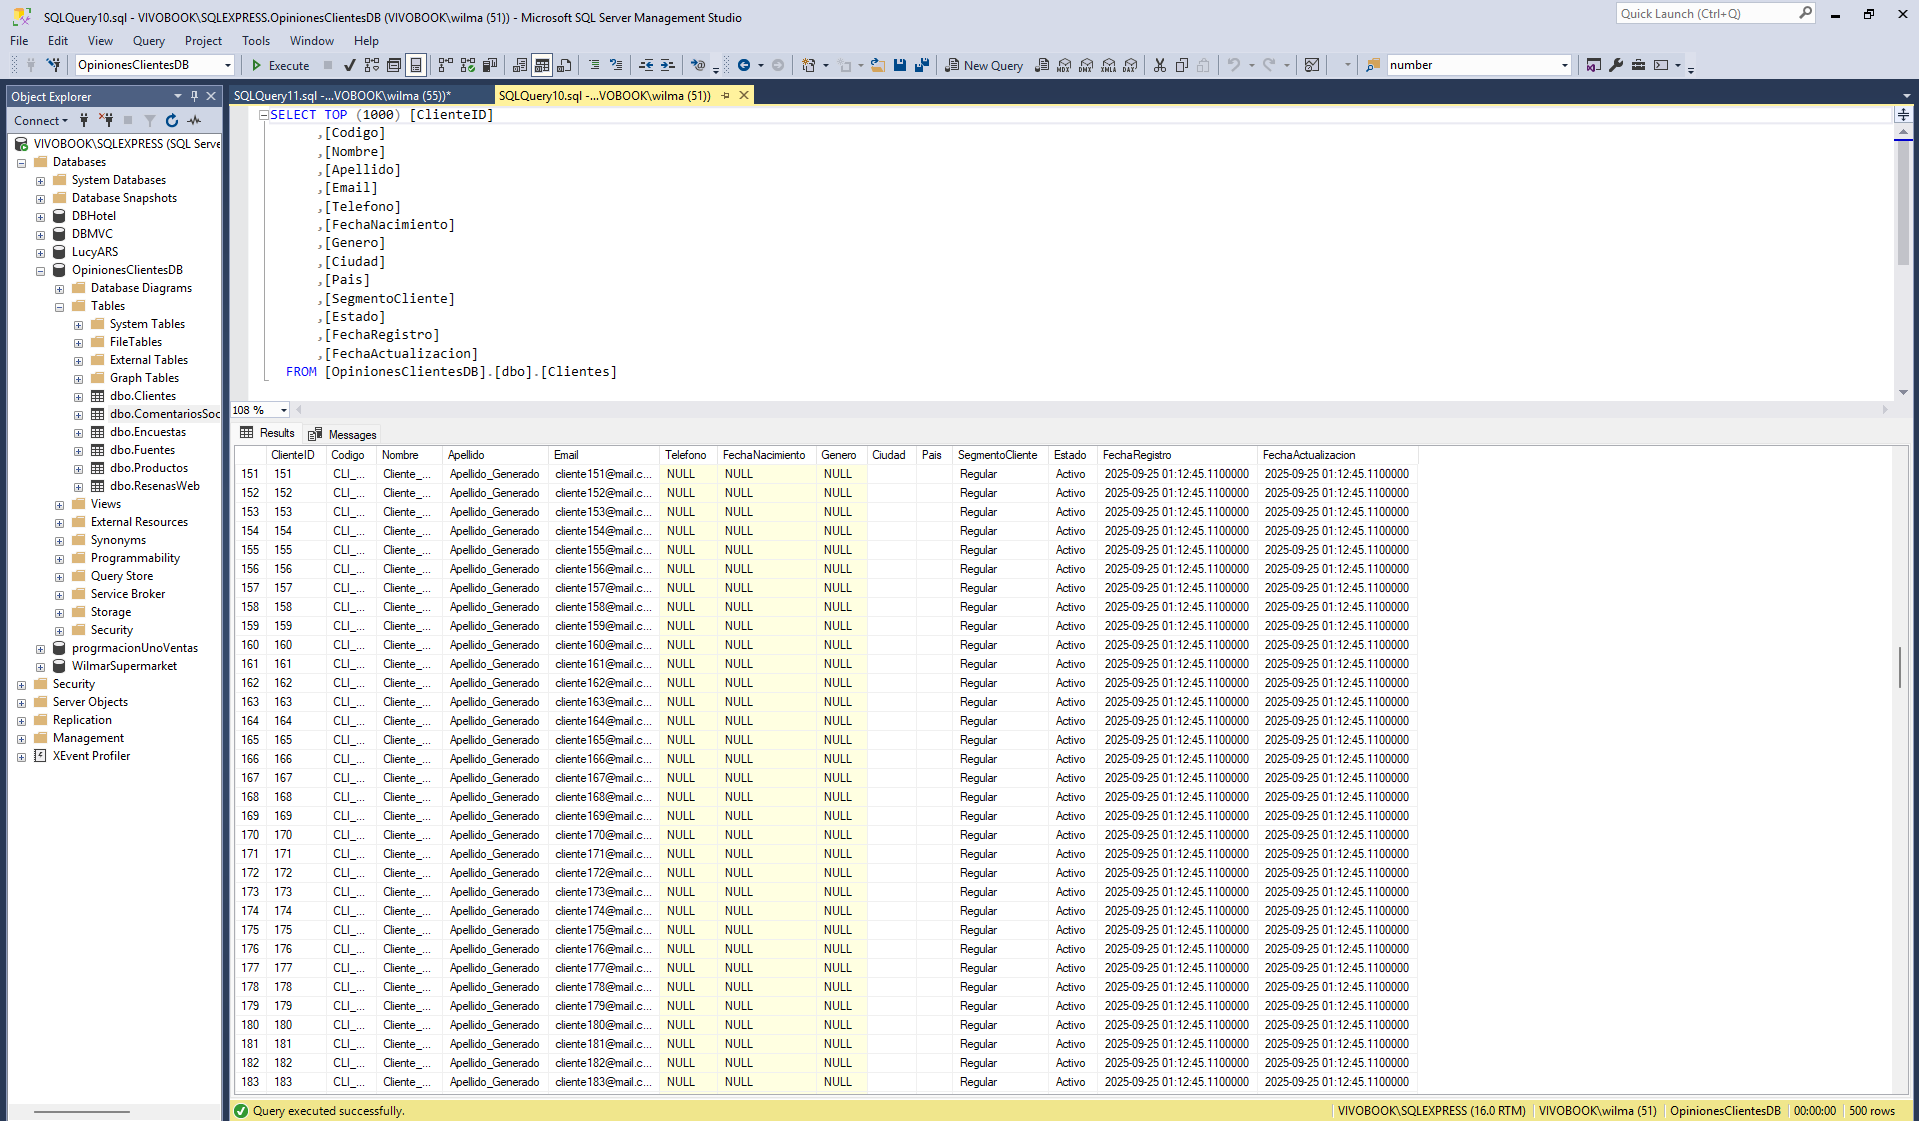 SQLQuery10.sql - VIVOBOOK\SQLEXPRESS.OpinionesClientesDB (VIVOBOOK\wilma (51)) - Microsoft SQL Server Management Studio
Quick Launch (Ctrl+Q)
File Edit View Query Project Tools Window Help
OpinionesClientesDB Execute New Query MDX DMX XMLA DAX number
Object Explorer
Connect
VIVOBOOK\SQLEXPRESS (SQL Serve
Databases
System Databases
Database Snapshots
DBHotel
DBMVC
LucyARS
OpinionesClientesDB
Database Diagrams
Tables
System Tables
FileTables
External Tables
Graph Tables
dbo.Clientes
dbo.ComentariosSoc
dbo.Encuestas
dbo.Fuentes
dbo.Productos
dbo.ResenasWeb
Views
External Resources
Synonyms
Programmability
Query Store
Service Broker
Storage
Security
progrmacionUnoVentas
WilmarSupermarket
Security
Server Objects
Replication
Management
XEvent Profiler
SQLQuery11.sql -...VOBOOK\wilma (55))* SQLQuery10.sql -...VOBOOK\wilma (51))
SELECT TOP (1000) [ClienteID]
,[Codigo]
,[Nombre]
,[Apellido]
,[Email]
,[Telefono]
,[FechaNacimiento]
,[Genero]
,[Ciudad]
,[Pais]
,[SegmentoCliente]
,[Estado]
,[FechaRegistro]
,[FechaActualizacion]
FROM [OpinionesClientesDB].[dbo].[Clientes]
108 %
Results Messages
ClienteID Codigo Nombre Apellido Email Telefono FechaNacimiento Genero Ciudad Pais SegmentoCliente Estado FechaRegistro FechaActualizacion
151 151 CLI_... Cliente_... Apellido_Generado cliente151@mail.c... NULL NULL NULL Regular Activo 2025-09-25 01:12:45.1100000 2025-09-25 01:12:45.1100000
152 152 CLI_... Cliente_... Apellido_Generado cliente152@mail.c... NULL NULL NULL Regular Activo 2025-09-25 01:12:45.1100000 2025-09-25 01:12:45.1100000
153 153 CLI_... Cliente_... Apellido_Generado cliente153@mail.c... NULL NULL NULL Regular Activo 2025-09-25 01:12:45.1100000 2025-09-25 01:12:45.1100000
154 154 CLI_... Cliente_... Apellido_Generado cliente154@mail.c... NULL NULL NULL Regular Activo 2025-09-25 01:12:45.1100000 2025-09-25 01:12:45.1100000
155 155 CLI_... Cliente_... Apellido_Generado cliente155@mail.c... NULL NULL NULL Regular Activo 2025-09-25 01:12:45.1100000 2025-09-25 01:12:45.1100000
156 156 CLI_... Cliente_... Apellido_Generado cliente156@mail.c... NULL NULL NULL Regular Activo 2025-09-25 01:12:45.1100000 2025-09-25 01:12:45.1100000
157 157 CLI_... Cliente_... Apellido_Generado cliente157@mail.c... NULL NULL NULL Regular Activo 2025-09-25 01:12:45.1100000 2025-09-25 01:12:45.1100000
158 158 CLI_... Cliente_... Apellido_Generado cliente158@mail.c... NULL NULL NULL Regular Activo 2025-09-25 01:12:45.1100000 2025-09-25 01:12:45.1100000
159 159 CLI_... Cliente_... Apellido_Generado cliente159@mail.c... NULL NULL NULL Regular Activo 2025-09-25 01:12:45.1100000 2025-09-25 01:12:45.1100000
160 160 CLI_... Cliente_... Apellido_Generado cliente160@mail.c... NULL NULL NULL Regular Activo 2025-09-25 01:12:45.1100000 2025-09-25 01:12:45.1100000
161 161 CLI_... Cliente_... Apellido_Generado cliente161@mail.c... NULL NULL NULL Regular Activo 2025-09-25 01:12:45.1100000 2025-09-25 01:12:45.1100000
162 162 CLI_... Cliente_... Apellido_Generado cliente162@mail.c... NULL NULL NULL Regular Activo 2025-09-25 01:12:45.1100000 2025-09-25 01:12:45.1100000
163 163 CLI_... Cliente_... Apellido_Generado cliente163@mail.c... NULL NULL NULL Regular Activo 2025-09-25 01:12:45.1100000 2025-09-25 01:12:45.1100000
164 164 CLI_... Cliente_... Apellido_Generado cliente164@mail.c... NULL NULL NULL Regular Activo 2025-09-25 01:12:45.1100000 2025-09-25 01:12:45.1100000
165 165 CLI_... Cliente_... Apellido_Generado cliente165@mail.c... NULL NULL NULL Regular Activo 2025-09-25 01:12:45.1100000 2025-09-25 01:12:45.1100000
166 166 CLI_... Cliente_... Apellido_Generado cliente166@mail.c... NULL NULL NULL Regular Activo 2025-09-25 01:12:45.1100000 2025-09-25 01:12:45.1100000
167 167 CLI_... Cliente_... Apellido_Generado cliente167@mail.c... NULL NULL NULL Regular Activo 2025-09-25 01:12:45.1100000 2025-09-25 01:12:45.1100000
168 168 CLI_... Cliente_... Apellido_Generado cliente168@mail.c... NULL NULL NULL Regular Activo 2025-09-25 01:12:45.1100000 2025-09-25 01:12:45.1100000
169 169 CLI_... Cliente_... Apellido_Generado cliente169@mail.c... NULL NULL NULL Regular Activo 2025-09-25 01:12:45.1100000 2025-09-25 01:12:45.1100000
170 170 CLI_... Cliente_... Apellido_Generado cliente170@mail.c... NULL NULL NULL Regular Activo 2025-09-25 01:12:45.1100000 2025-09-25 01:12:45.1100000
171 171 CLI_... Cliente_... Apellido_Generado cliente171@mail.c... NULL NULL NULL Regular Activo 2025-09-25 01:12:45.1100000 2025-09-25 01:12:45.1100000
172 172 CLI_... Cliente_... Apellido_Generado cliente172@mail.c... NULL NULL NULL Regular Activo 2025-09-25 01:12:45.1100000 2025-09-25 01:12:45.1100000
173 173 CLI_... Cliente_... Apellido_Generado cliente173@mail.c... NULL NULL NULL Regular Activo 2025-09-25 01:12:45.1100000 2025-09-25 01:12:45.1100000
174 174 CLI_... Cliente_... Apellido_Generado cliente174@mail.c... NULL NULL NULL Regular Activo 2025-09-25 01:12:45.1100000 2025-09-25 01:12:45.1100000
175 175 CLI_... Cliente_... Apellido_Generado cliente175@mail.c... NULL NULL NULL Regular Activo 2025-09-25 01:12:45.1100000 2025-09-25 01:12:45.1100000
176 176 CLI_... Cliente_... Apellido_Generado cliente176@mail.c... NULL NULL NULL Regular Activo 2025-09-25 01:12:45.1100000 2025-09-25 01:12:45.1100000
177 177 CLI_... Cliente_... Apellido_Generado cliente177@mail.c... NULL NULL NULL Regular Activo 2025-09-25 01:12:45.1100000 2025-09-25 01:12:45.1100000
178 178 CLI_... Cliente_... Apellido_Generado cliente178@mail.c... NULL NULL NULL Regular Activo 2025-09-25 01:12:45.1100000 2025-09-25 01:12:45.1100000
179 179 CLI_... Cliente_... Apellido_Generado cliente179@mail.c... NULL NULL NULL Regular Activo 2025-09-25 01:12:45.1100000 2025-09-25 01:12:45.1100000
180 180 CLI_... Cliente_... Apellido_Generado cliente180@mail.c... NULL NULL NULL Regular Activo 2025-09-25 01:12:45.1100000 2025-09-25 01:12:45.1100000
181 181 CLI_... Cliente_... Apellido_Generado cliente181@mail.c... NULL NULL NULL Regular Activo 2025-09-25 01:12:45.1100000 2025-09-25 01:12:45.1100000
182 182 CLI_... Cliente_... Apellido_Generado cliente182@mail.c... NULL NULL NULL Regular Activo 2025-09-25 01:12:45.1100000 2025-09-25 01:12:45.1100000
183 183 CLI_... Cliente_... Apellido_Generado cliente183@mail.c... NULL NULL NULL Regular Activo 2025-09-25 01:12:45.1100000 2025-09-25 01:12:45.1100000
Query executed successfully. VIVOBOOK\SQLEXPRESS (16.0 RTM) VIVOBOOK\wilma (51) OpinionesClientesDB 00:00:00 500 rows